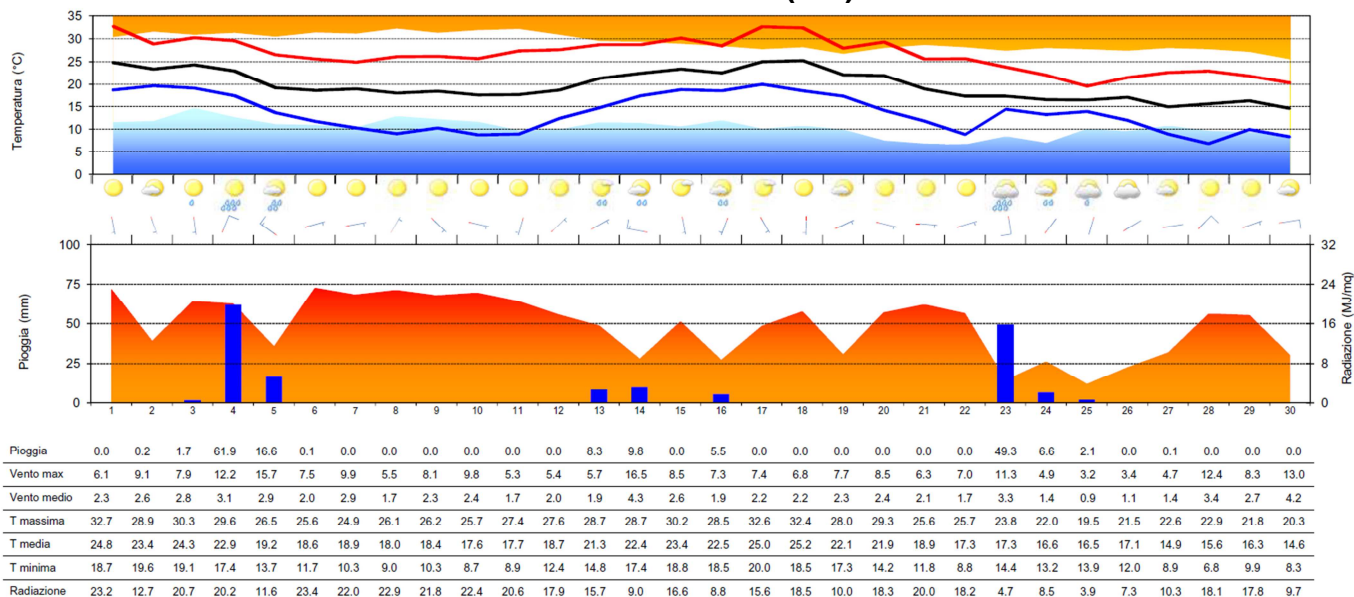 35
30
25
20
15
10
5
0
Temperatura (°C)
100
75
50
25
0
Pioggia (mm)
32
24
16
8
0
Radiazione (MJ/mq)
1 2 3 4 5 6 7 8 9 10 11 12 13 14 15 16 17 18 19 20 21 22 23 24 25 26 27 28 29 30
Pioggia 0.0 0.2 1.7 61.9 16.6 0.1 0.0 0.0 0.0 0.0 0.0 0.0 8.3 9.8 0.0 5.5 0.0 0.0 0.0 0.0 0.0 0.0 49.3 6.6 2.1 0.0 0.1 0.0 0.0 0.0
Vento max 6.1 9.1 7.9 12.2 15.7 7.5 9.9 5.5 8.1 9.8 5.3 5.4 5.7 16.5 8.5 7.3 7.4 6.8 7.7 8.5 6.3 7.0 11.3 4.9 3.2 3.4 4.7 12.4 8.3 13.0
Vento medio 2.3 2.6 2.8 3.1 2.9 2.0 2.9 1.7 2.3 2.4 1.7 2.0 1.9 4.3 2.6 1.9 2.2 2.2 2.3 2.4 2.1 1.7 3.3 1.4 0.9 1.1 1.4 3.4 2.7 4.2
T massima 32.7 28.9 30.3 29.6 26.5 25.6 24.9 26.1 26.2 25.7 27.4 27.6 28.7 28.7 30.2 28.5 32.6 32.4 28.0 29.3 25.6 25.7 23.8 22.0 19.5 21.5 22.6 22.9 21.8 20.3
T media 24.8 23.4 24.3 22.9 19.2 18.6 18.9 18.0 18.4 17.6 17.7 18.7 21.3 22.4 23.4 22.5 25.0 25.2 22.1 21.9 18.9 17.3 17.3 16.6 16.5 17.1 14.9 15.6 16.3 14.6
T minima 18.7 19.6 19.1 17.4 13.7 11.7 10.3 9.0 10.3 8.7 8.9 12.4 14.8 17.4 18.8 18.5 20.0 18.5 17.3 14.2 11.8 8.8 14.4 13.2 13.9 12.0 8.9 6.8 9.9 8.3
Radiazione 23.2 12.7 20.7 20.2 11.6 23.4 22.0 22.9 21.8 22.4 20.6 17.9 15.7 9.0 16.6 8.8 15.6 18.5 10.0 18.3 20.0 18.2 4.7 8.5 3.9 7.3 10.3 18.1 17.8 9.7